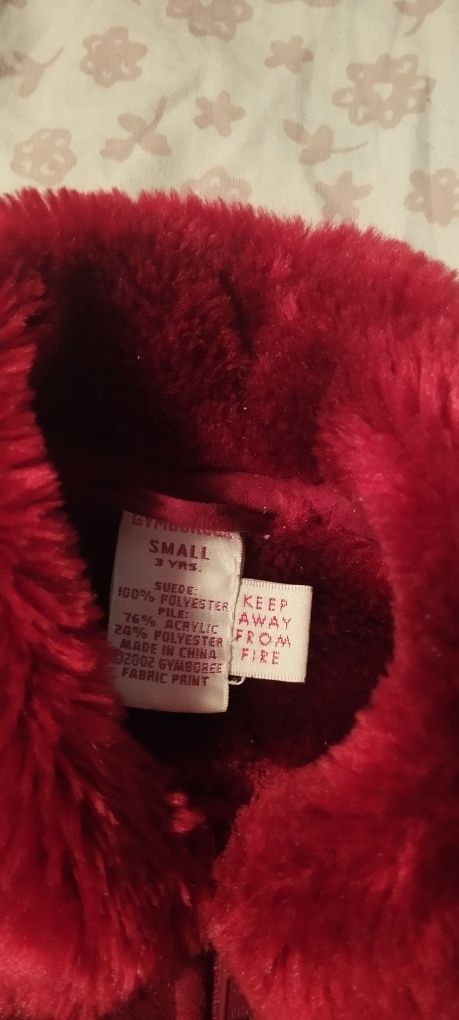 GYMBOREE
SMALL
3 YRS.
SUEDE:
100% POLYESTER
PILE:
76% ACRYLIC
24% POLYESTER
MADE IN CHINA
©2002 GYMBOREE
FABRIC PRINT
KEEP
AWAY
FROM
FIRE